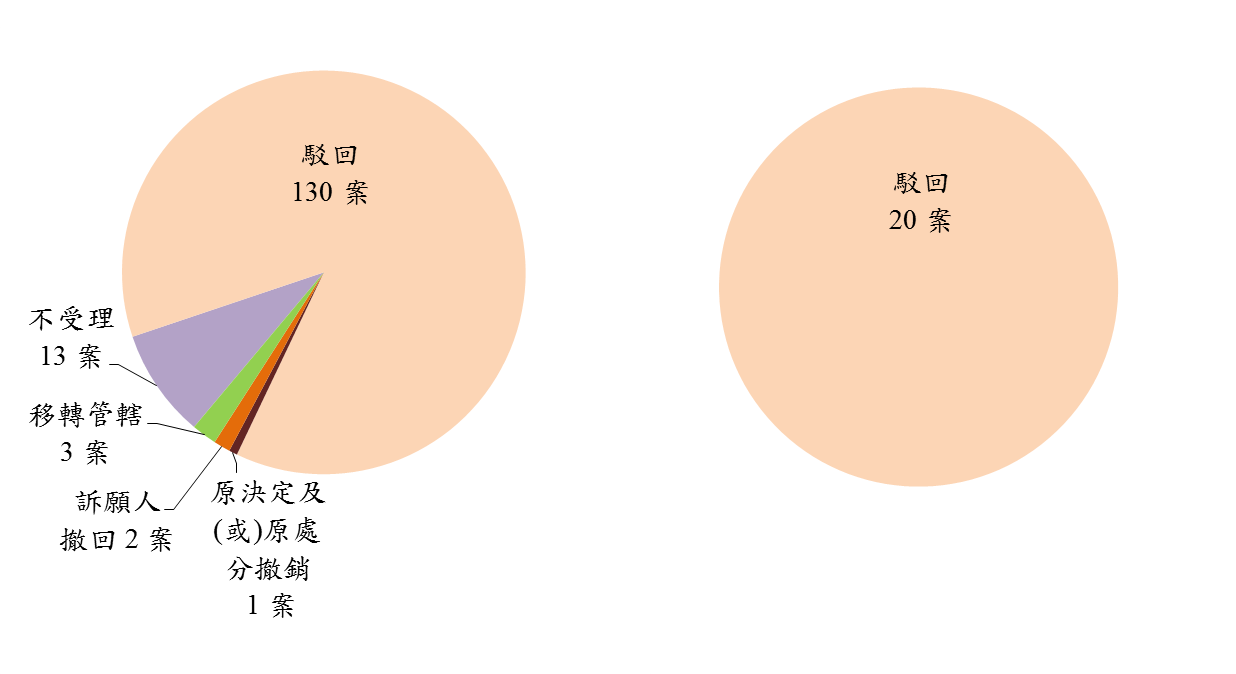 駁回
130 案
不受理
13 案
移轉管轄
3 案
訴願人
撤回 2 案
原決定及
(或)原處
分撤銷
1 案
駁回
20 案